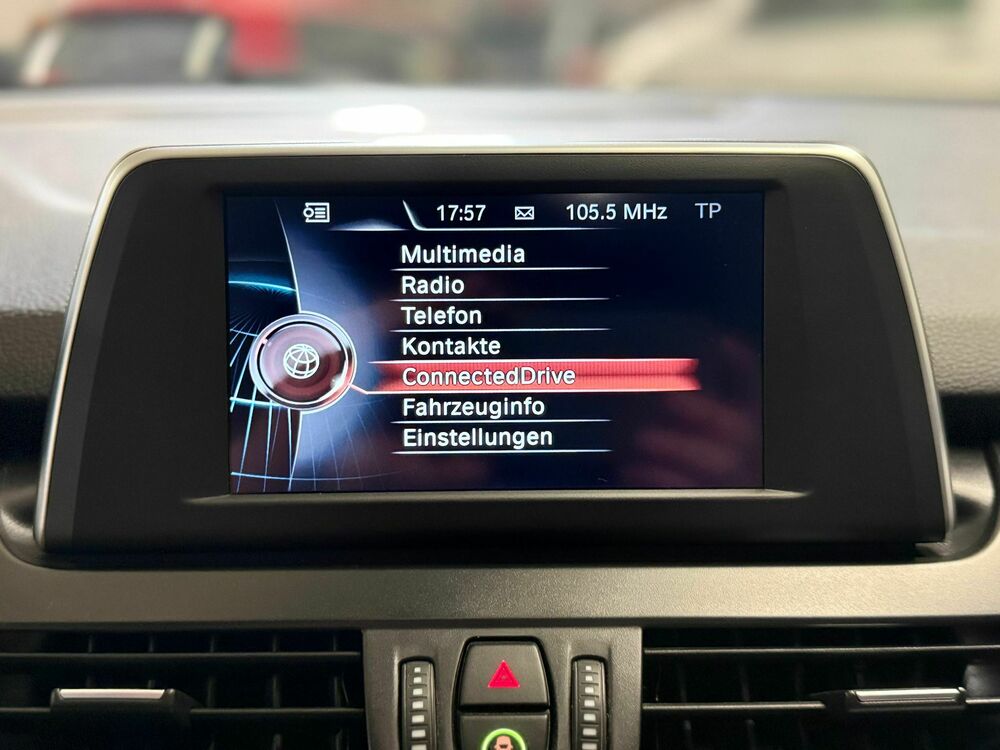 17:57 105.5 MHz TP
Multimedia
Radio
Telefon
Kontakte
ConnectedDrive
Fahrzeuginfo
Einstellungen